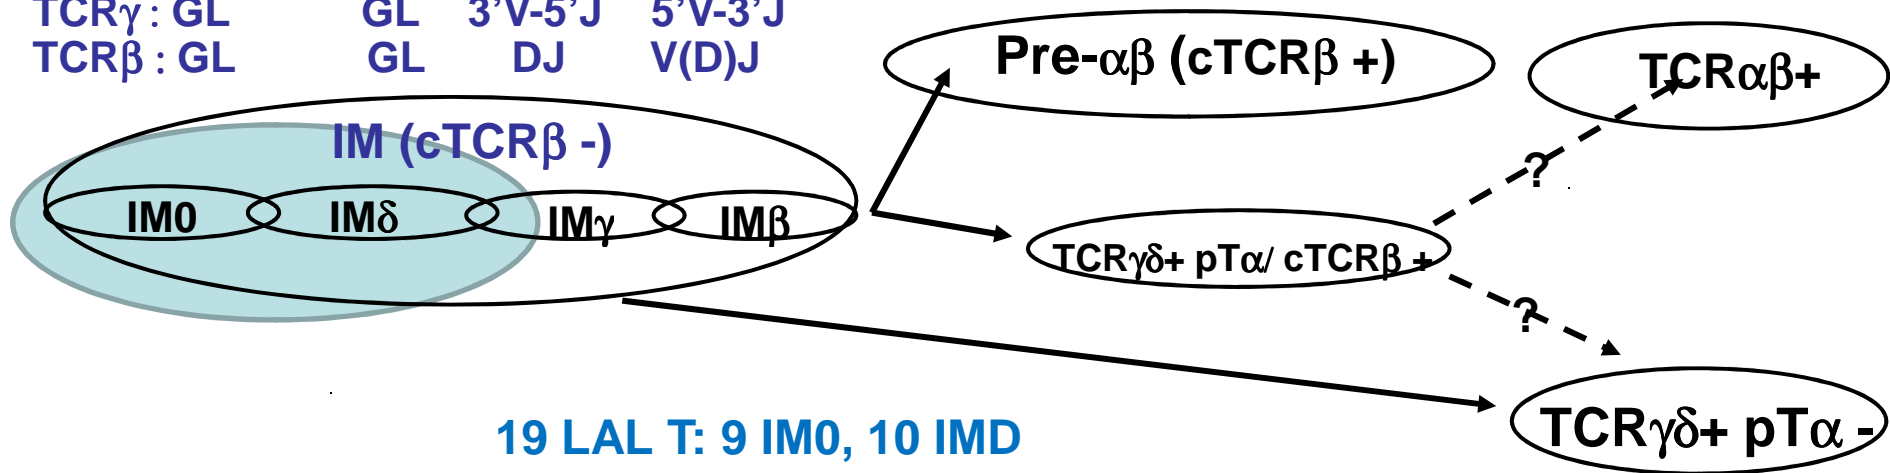 TCRγ : GL GL 3’V-5’J 5’V-3’J
TCRβ : GL GL DJ V(D)J
Pre-αβ (cTCRβ +)
TCRαβ+
IM (cTCRβ -)
?
IM0 IMδ IMγ IMβ
TCRγδ+ pTα/ cTCRβ +
?
TCRγδ+ pTα -
19 LAL T: 9 IM0, 10 IMD